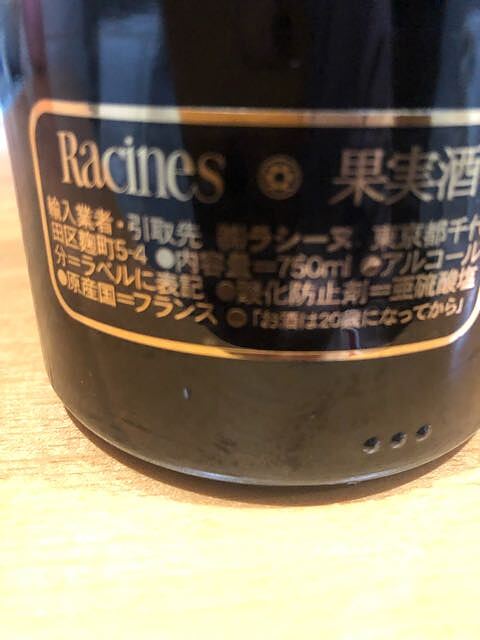 Racines 果実酒
輸入業者・引取先 ㈱ラシーヌ 東京都千代
田区麴町5-4 ●内容量=750ml ●アルコール
分=ラベルに表記 ●酸化防止剤=亜硫酸塩
●原産国=フランス ●「お酒は20歳になってから」